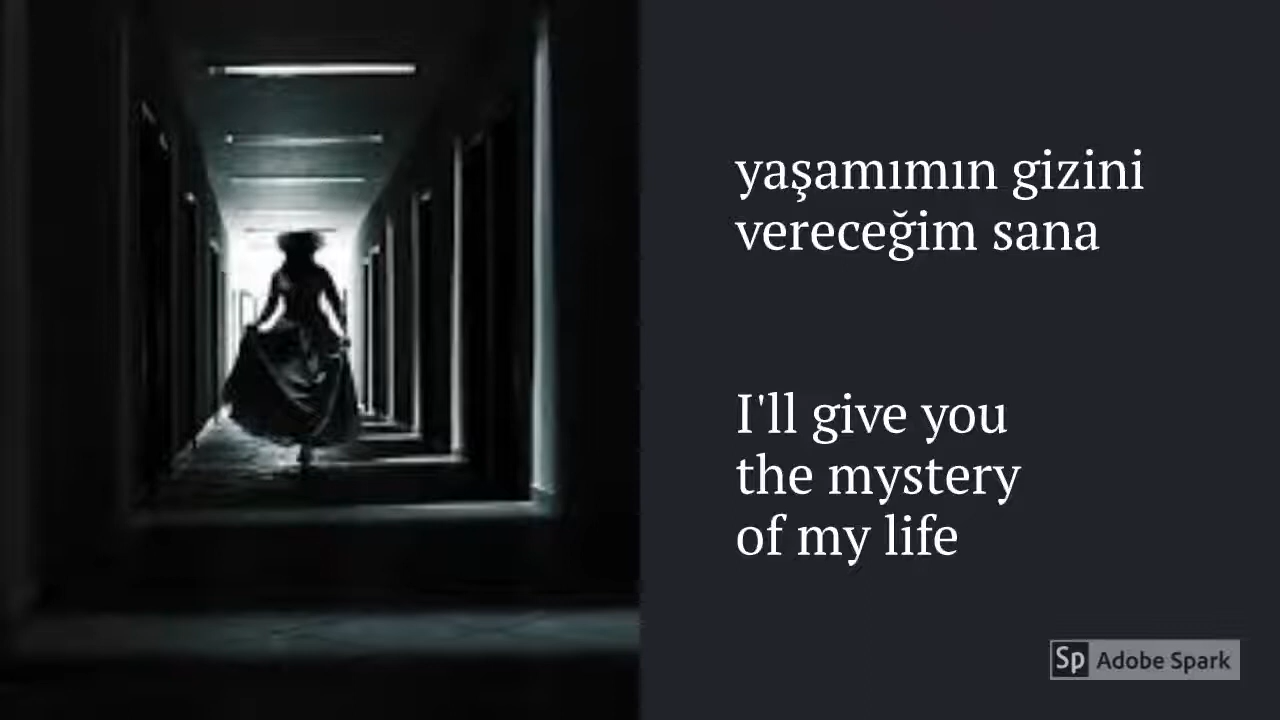 yaşamımın gizini
vereceğim sana
I'll give you
the mystery
of my life
Sp Adobe Spark